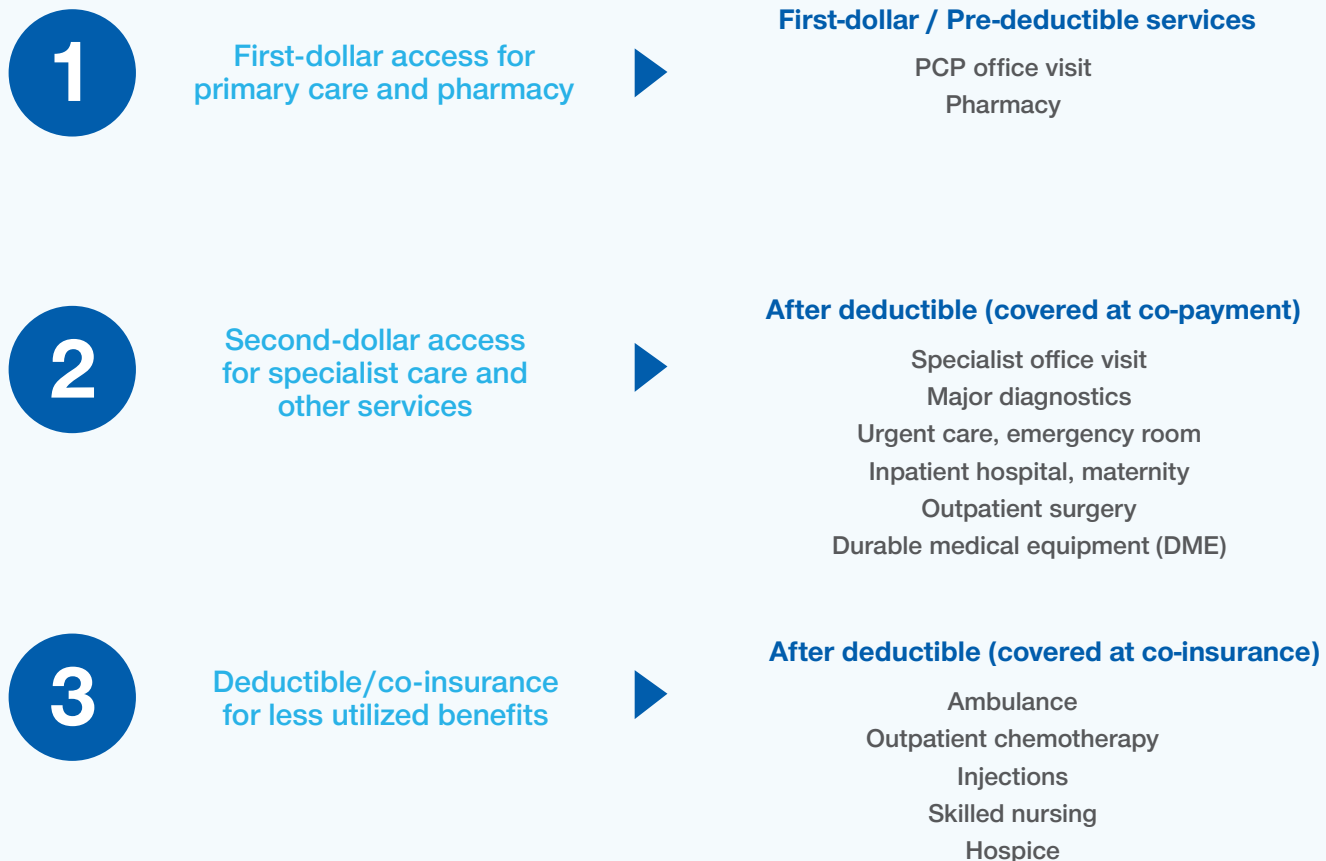 1
First-dollar access for
primary care and pharmacy
First-dollar / Pre-deductible services
PCP office visit
Pharmacy
2
Second-dollar access
for specialist care and
other services
After deductible (covered at co-payment)
Specialist office visit
Major diagnostics
Urgent care, emergency room
Inpatient hospital, maternity
Outpatient surgery
Durable medical equipment (DME)
3
Deductible/co-insurance
for less utilized benefits
After deductible (covered at co-insurance)
Ambulance
Outpatient chemotherapy
Injections
Skilled nursing
Hospice